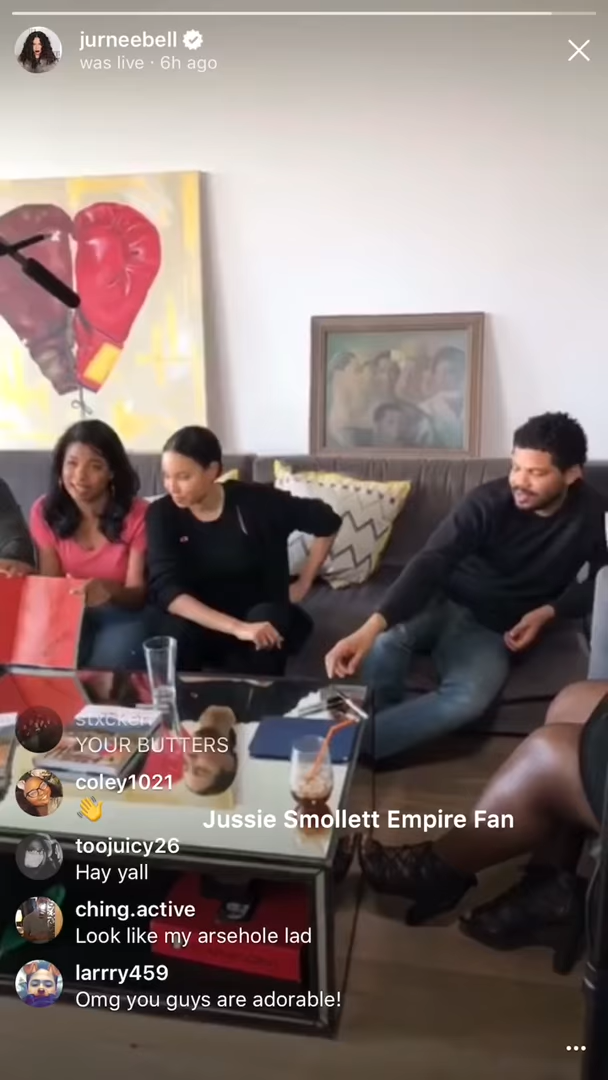 jurneebell
was live · 6h ago
stxcken
YOUR BUTTERS
coley1021
👋
Jussie Smollett Empire Fan
toojuicy26
Hay yall
ching.active
Look like my arsehole lad
larrry459
Omg you guys are adorable!